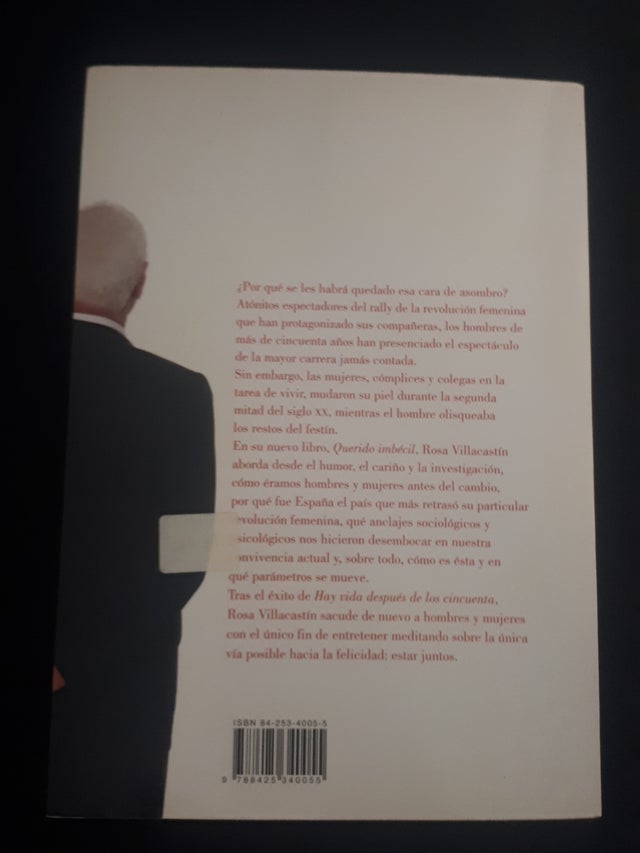 ¿Por qué se les habrá quedado esa cara de asombro?
Atónitos espectadores del rally de la revolución femenina
que han protagonizado sus compañeras, los hombres de
más de cincuenta años han presenciado el espectáculo
de la mayor carrera jamás contada.
Sin embargo, las mujeres, cómplices y colegas en la
tarea de vivir, mudaron su piel durante la segunda
mitad del siglo XX, mientras el hombre olisqueaba
los restos del festín.
En su nuevo libro, Querido imbécil, Rosa Villacastín
aborda desde el humor, el cariño y la investigación,
cómo éramos hombres y mujeres antes del cambio,
por qué fue España el país que más retrasó su particular
evolución femenina, qué anclajes sociológicos y
sicológicos nos hicieron desembocar en nuestra
onvivencia actual y, sobre todo, cómo es ésta y en
qué parámetros se mueve.
Tras el éxito de Hay vida después de los cincuenta,
Rosa Villacastín sacude de nuevo a hombres y mujeres
con el único fin de entretener meditando sobre la única
vía posible hacia la felicidad: estar juntos.
ISBN 84-253-4005-5
9 788425 340055